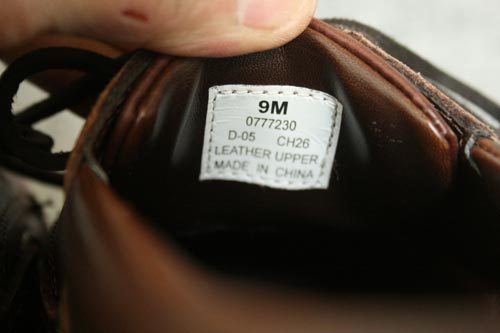 9M
0777230
D-05 CH26
LEATHER UPPER
MADE IN CHINA